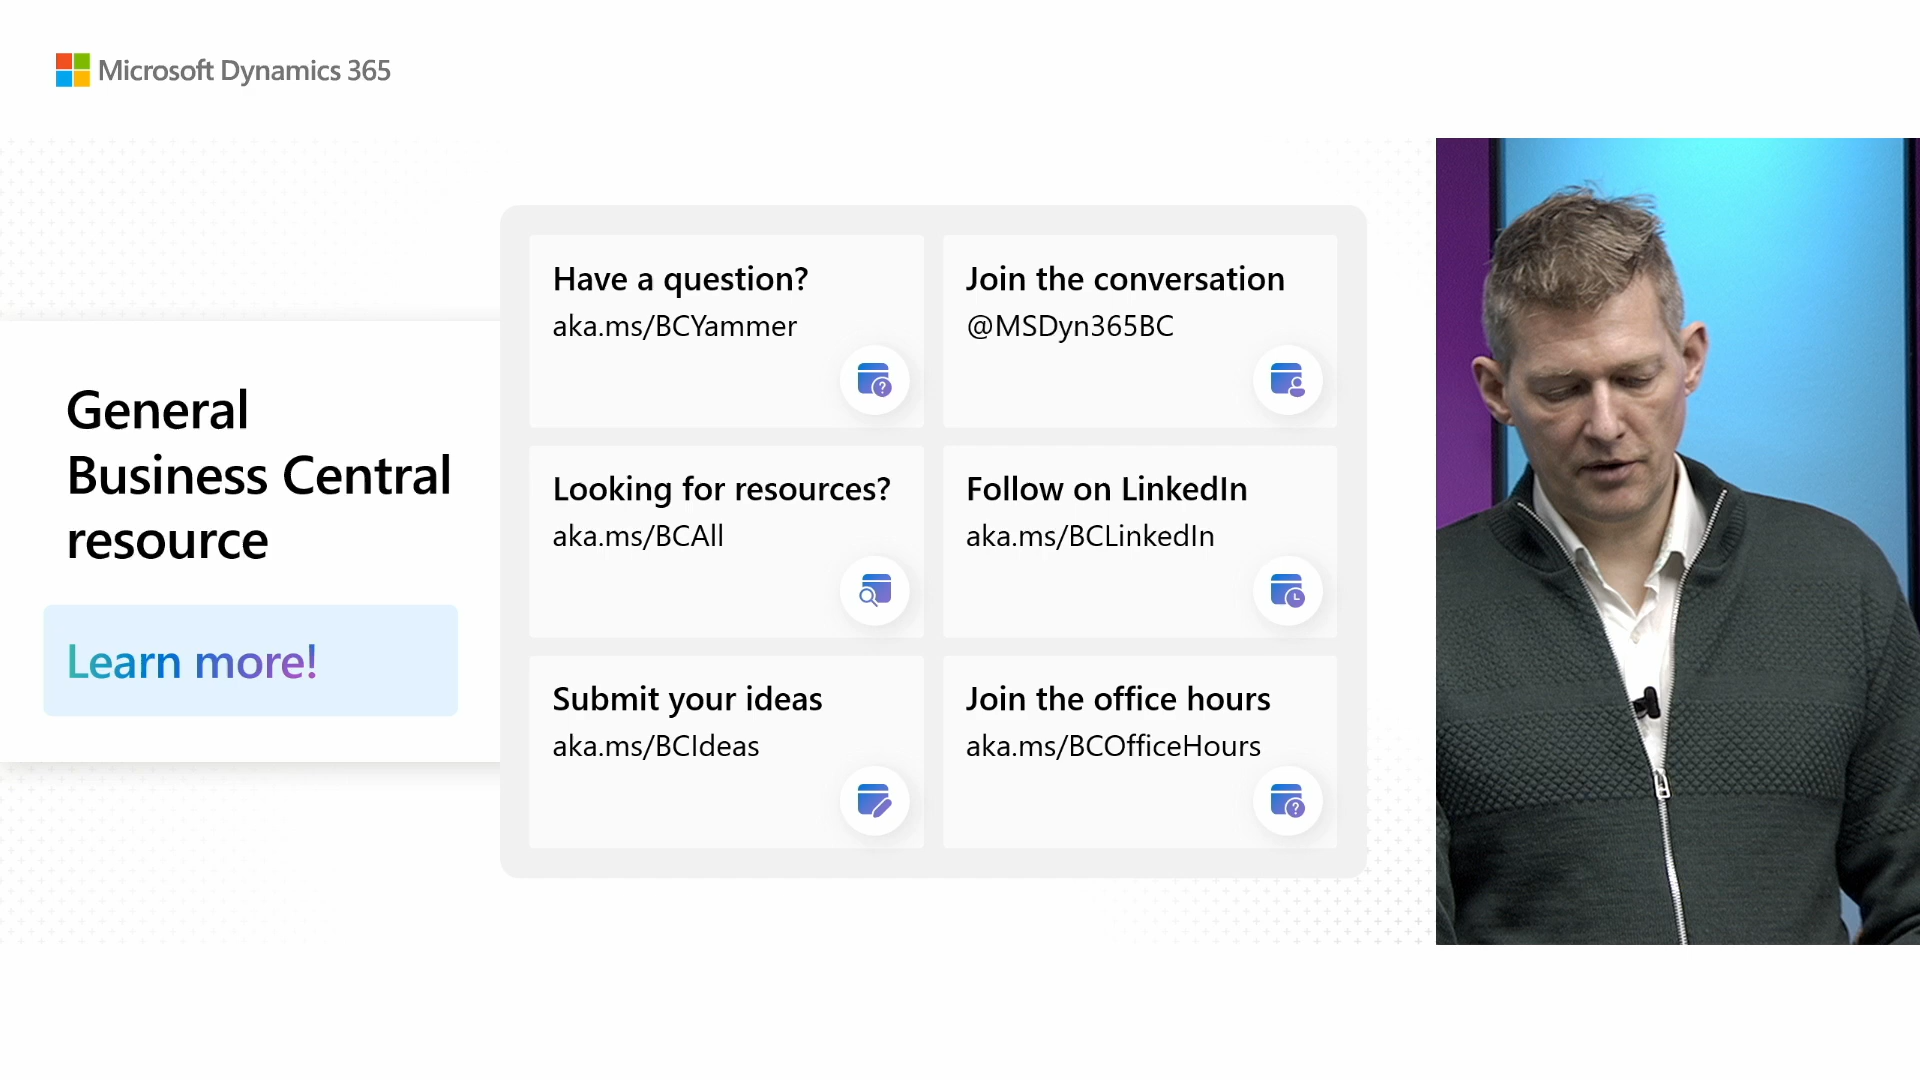 Microsoft Dynamics 365
General
Business Central
resource
Learn more!
Have a question?
aka.ms/BCYammer
Join the conversation
@MSDyn365BC
Looking for resources?
aka.ms/BCAll
Follow on LinkedIn
aka.ms/BCLinkedIn
Submit your ideas
aka.ms/BCIdeas
Join the office hours
aka.ms/BCOfficeHours